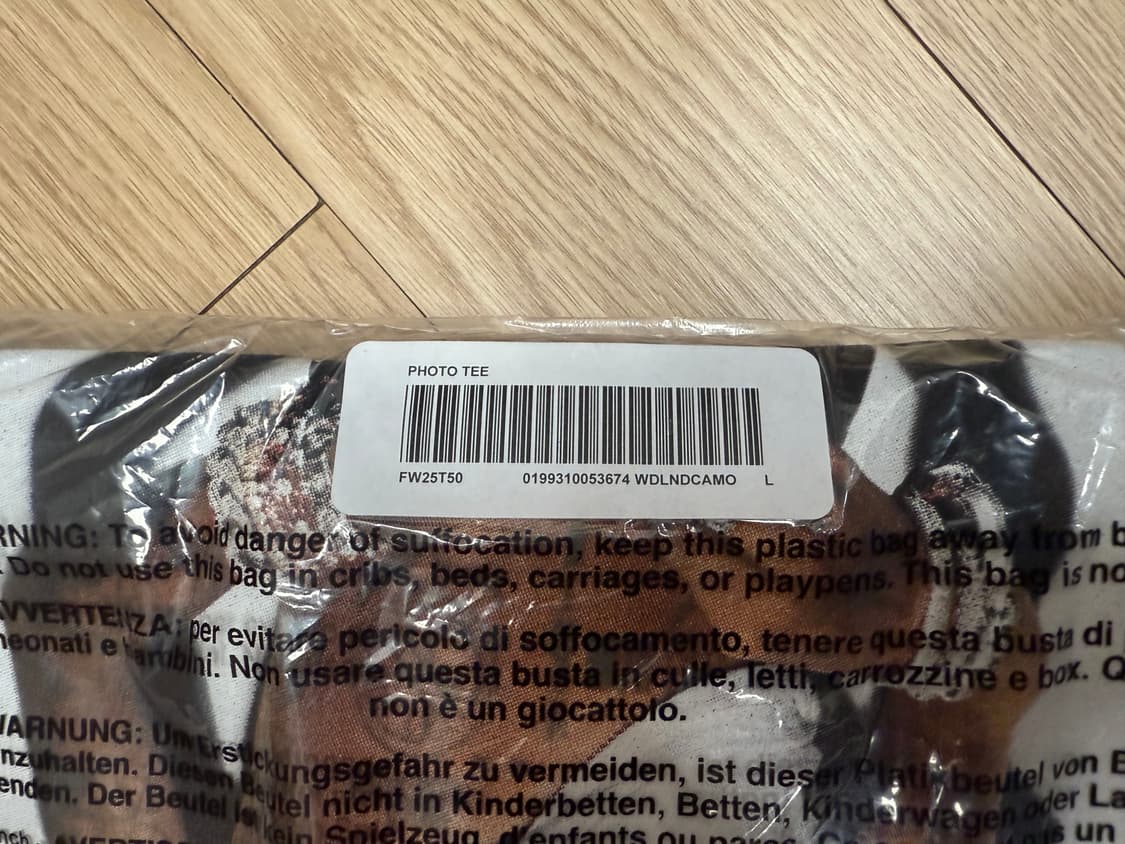 PHOTO TEE
FW25T50 0199310053674 WDLNDCAMO L
RNING: To avoid danger of suffocation, keep this plastic bag away from b
. Do not use this bag in cribs, beds, carriages, or playpens. This bag is no
VVERTENZA: per evitare pericolo di soffocamento, tenere questa busta di
neonati e bambini. Non usare questa busta in culle, letti, carrozzine e box. Q
non è un giocattolo.
WARNUNG: Um Erstickungsgefahr zu vermeiden, ist dieser Plastikbeutel von B
nzuhalten. Diesen Beutel nicht in Kinderbetten, Betten, Kinderwagen oder La
enden. Der Beutel ist kein Spielzeug. d'enfants ou parcs. Ce
un